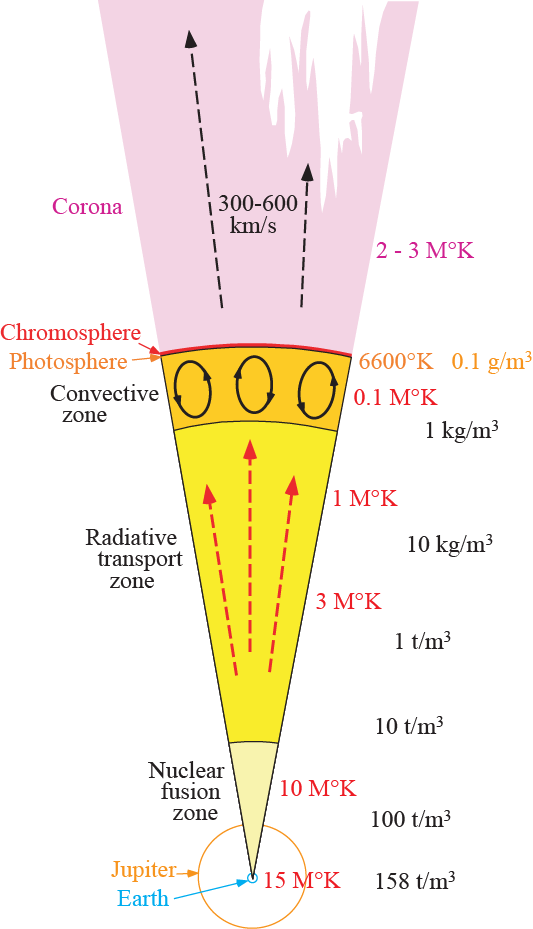 300-600
km/s
Corona
2 - 3 M°K
Chromosphere
Photosphere
6600°K 0.1 g/m³
Convective
zone
0.1 M°K
1 kg/m³
1 M°K
Radiative
transport
zone
10 kg/m³
3 M°K
1 t/m³
10 t/m³
Nuclear
fusion
zone
10 M°K
100 t/m³
Jupiter
15 M°K 158 t/m³
Earth